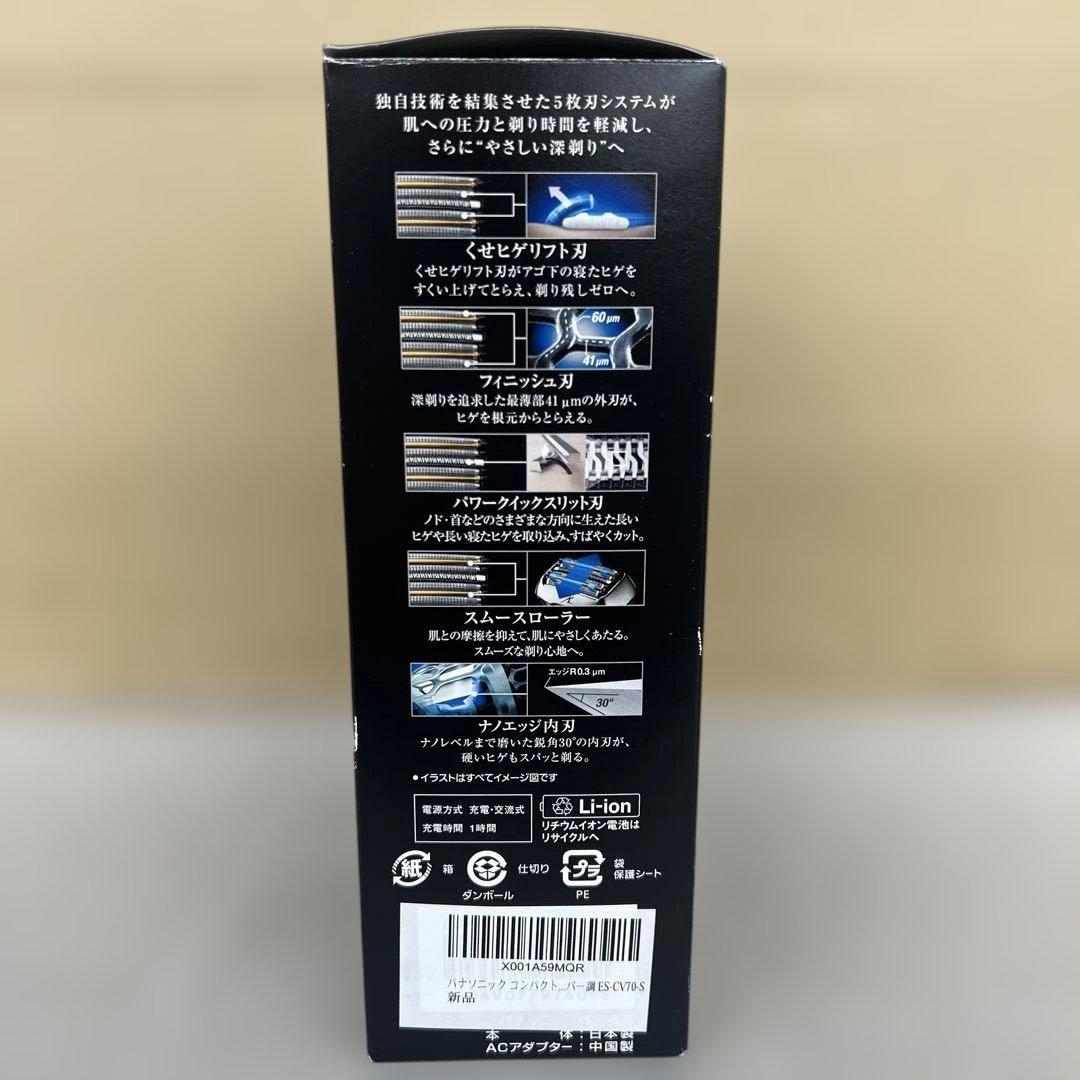 独自技術を結集させた5枚刃システムが
肌への圧力と剃り時間を軽減し、
さらに“やさしい深剃り”へ
くせヒゲリフト刃
くせヒゲリフト刃がアゴ下の寝たヒゲを
すくい上げてとらえ、剃り残しゼロへ。
60μm
41μm
フィニッシュ刃
深剃りを追求した最薄部41μmの外刃が、
ヒゲを根元からとらえる。
パワークイックスリット刃
ノド・首などのさまざまな方向に生えた長い
ヒゲや長い寝たヒゲを取り込み、すばやくカット。
スムースローラー
肌との摩擦を抑えて、肌にやさしくあたる。
スムーズな剃り心地へ。
エッジR0.3μm
30°
ナノエッジ内刃
ナノレベルまで磨いた鋭角30°の内刃が、
硬いヒゲもスパッと剃る。
●イラストはすべてイメージ図です
電源方式 充電・交流式
充電時間 1時間
Li-ion
リチウムイオン電池は
リサイクルへ
紙 箱
仕切り
ダンボール
プラ 袋
保護シート
PE
X001A59MQR
パナソニック コンパクト...バー調 ES-CV70-S
新品
本 体：日本製
ACアダプター：中国製